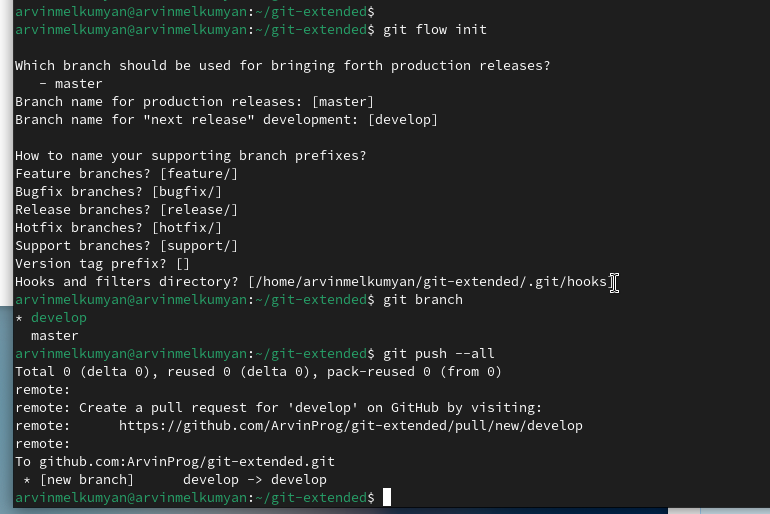 arvinmelkumyan@arvinmelkumyan:~/git-extended$
arvinmelkumyan@arvinmelkumyan:~/git-extended$ git flow init

Which branch should be used for bringing forth production releases?
   - master
Branch name for production releases: [master]
Branch name for "next release" development: [develop]

How to name your supporting branch prefixes?
Feature branches? [feature/]
Bugfix branches? [bugfix/]
Release branches? [release/]
Hotfix branches? [hotfix/]
Support branches? [support/]
Version tag prefix? []
Hooks and filters directory? [/home/arvinmelkumyan/git-extended/.git/hooks]
arvinmelkumyan@arvinmelkumyan:~/git-extended$ git branch
* develop
  master
arvinmelkumyan@arvinmelkumyan:~/git-extended$ git push --all
Total 0 (delta 0), reused 0 (delta 0), pack-reused 0 (from 0)
remote:
remote: Create a pull request for 'develop' on GitHub by visiting:
remote:      https://github.com/ArvinProg/git-extended/pull/new/develop
remote:
To github.com:ArvinProg/git-extended.git
 * [new branch]      develop -> develop
arvinmelkumyan@arvinmelkumyan:~/git-extended$